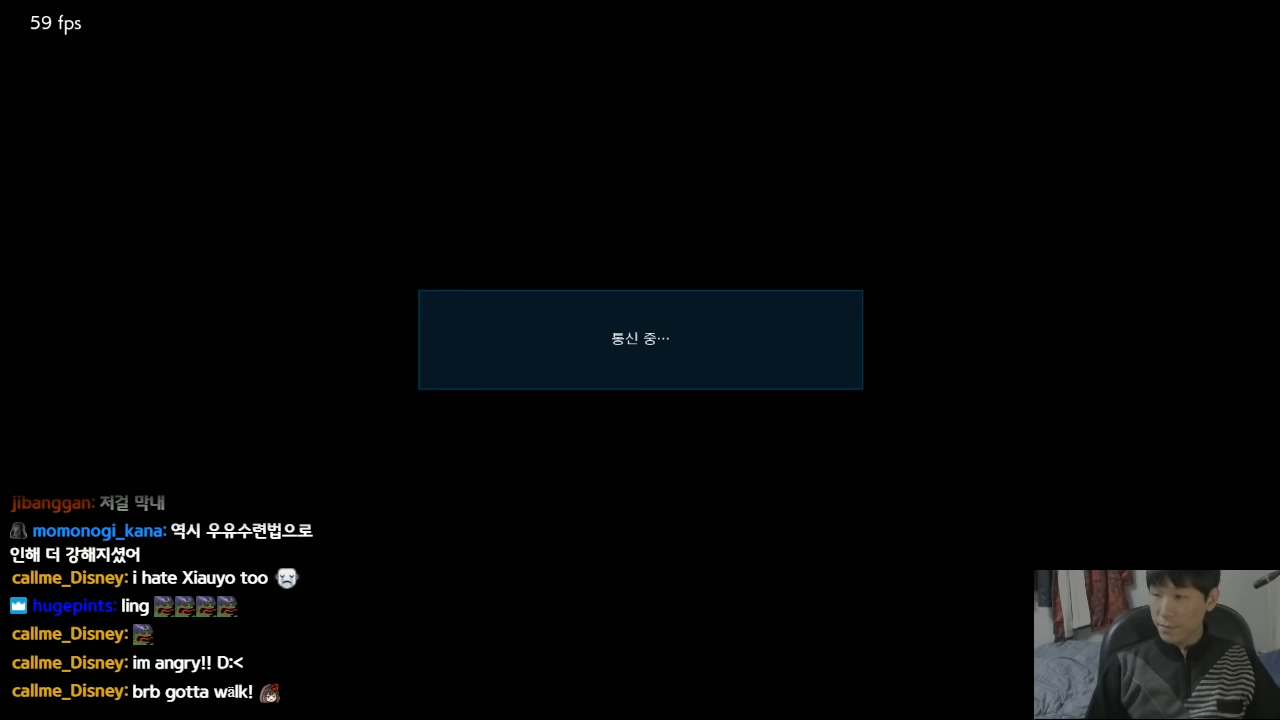 59 fps
통신 중…
jibanggan: 저걸 막내
momonogi_kana: 역시 우유수련법으로
인해 더 강해지셨어
callme_Disney: i hate Xiauyo too
hugepints: ling
callme_Disney:
callme_Disney: im angry!! D:<
callme_Disney: brb gotta wälk!